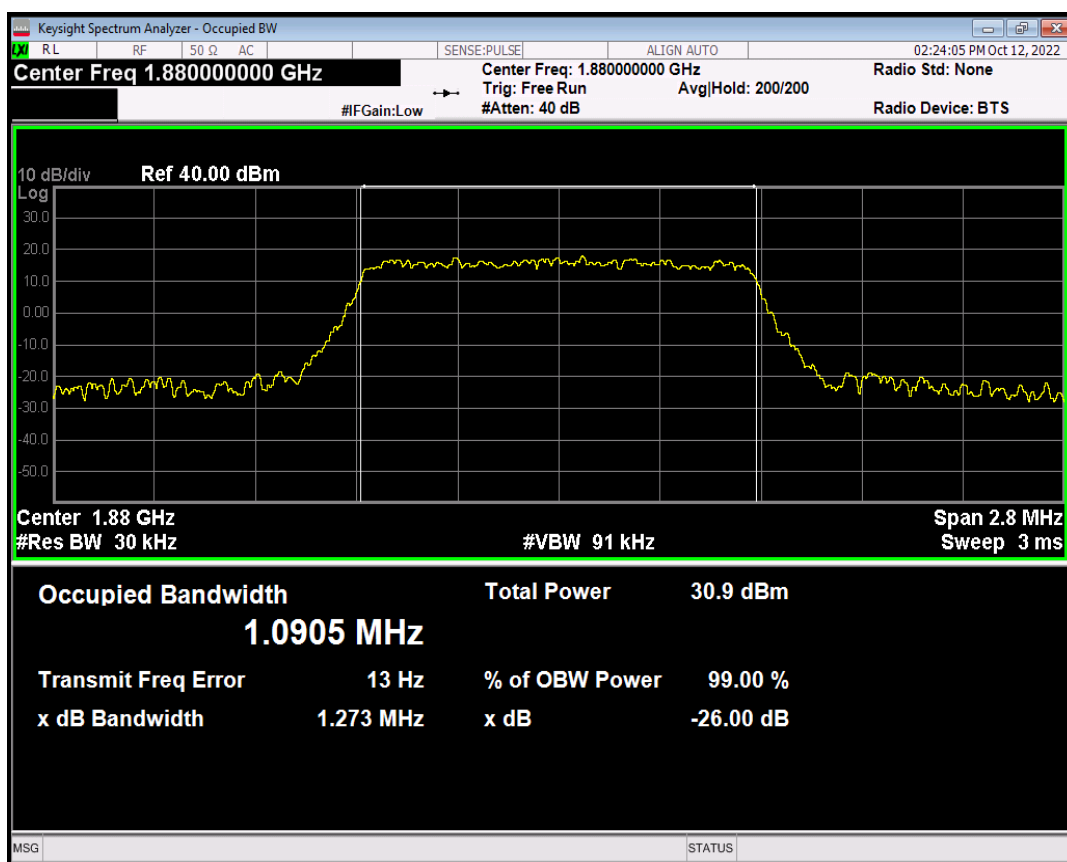 Keysight Spectrum Analyzer - Occupied BW
LXI RL RF 50 Ω AC SENSE:PULSE ALIGN AUTO 02:24:05 PM Oct 12, 2022
Center Freq 1.880000000 GHz Center Freq: 1.880000000 GHz Radio Std: None
Trig: Free Run Avg|Hold: 200/200
#IFGain:Low #Atten: 40 dB Radio Device: BTS
10 dB/div Ref 40.00 dBm
Log
30.0
20.0
10.0
0.00
-10.0
-20.0
-30.0
-40.0
-50.0
Center 1.88 GHz Span 2.8 MHz
#Res BW 30 kHz #VBW 91 kHz Sweep 3 ms
Occupied Bandwidth Total Power 30.9 dBm
1.0905 MHz
Transmit Freq Error 13 Hz % of OBW Power 99.00 %
x dB Bandwidth 1.273 MHz x dB -26.00 dB
MSG STATUS